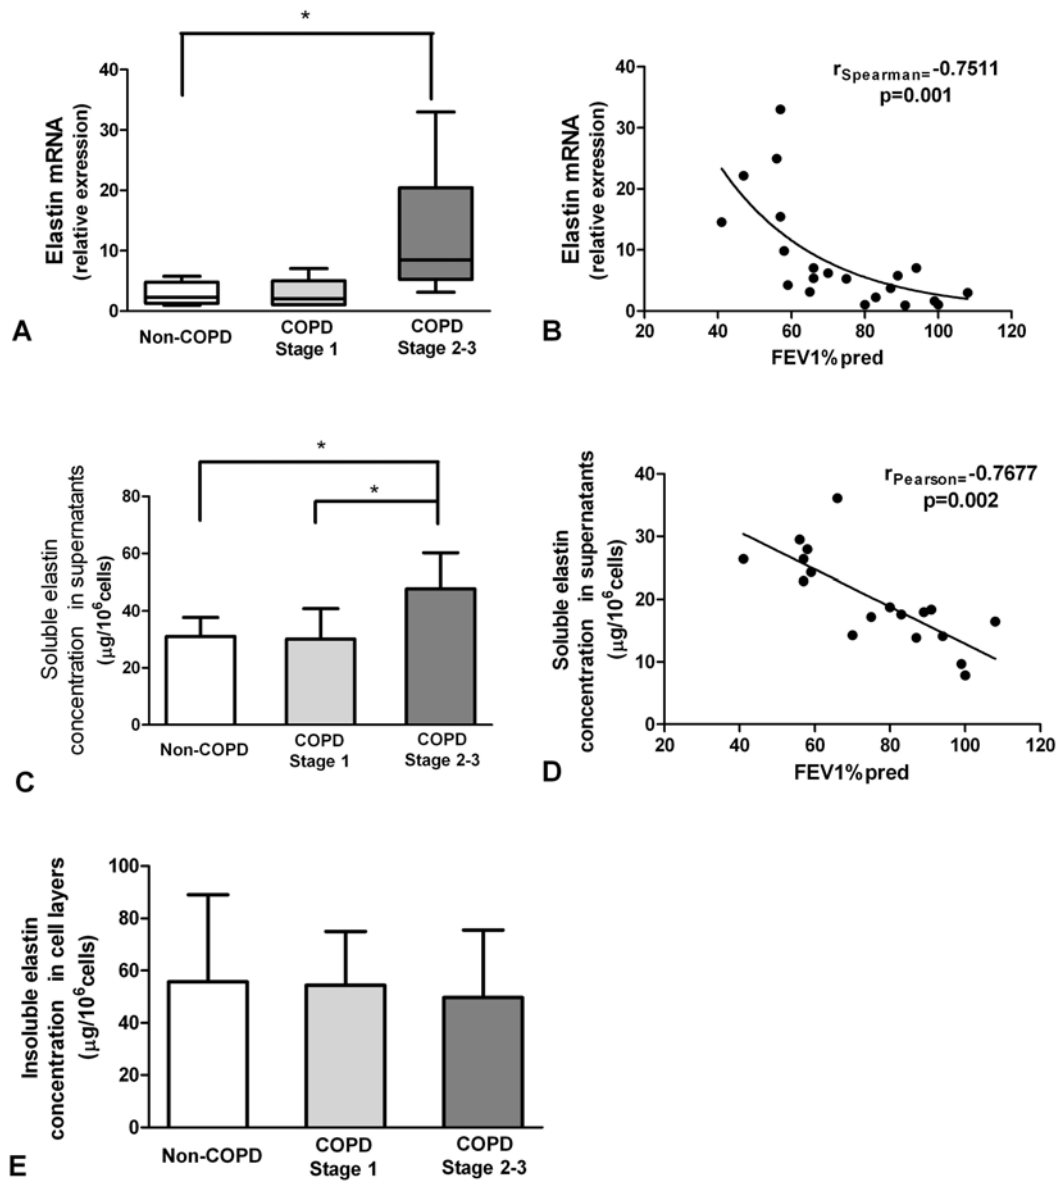 *
Elastin mRNA
(relative exression)
40
30
20
10
0
Non-COPD
COPD
Stage 1
COPD
Stage 2-3
A
rSpearman=-0.7511
p=0.001
Elastin mRNA
(relative exression)
40
30
20
10
0
20
40
60
80
100
120
FEV1%pred
B
*
*
Soluble elastin
concentration in supernatants
(μg/10⁶cells)
80
60
40
20
0
Non-COPD
COPD
Stage 1
COPD
Stage 2-3
C
rPearson=-0.7677
p=0.002
Soluble elastin
concentration in supernatants
(μg/10⁶cells)
40
30
20
10
0
20
40
60
80
100
120
FEV1%pred
D
Insoluble elastin
concentration in cell layers
(μg/10⁶cells)
100
80
60
40
20
0
Non-COPD
COPD
Stage 1
COPD
Stage 2-3
E